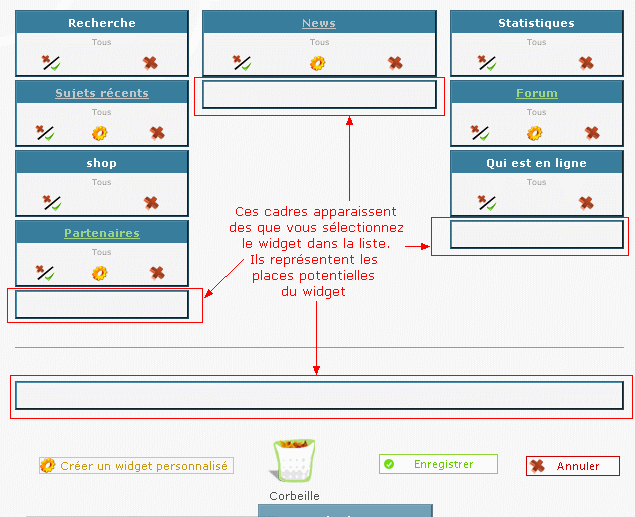 Recherche
Tous
News
Tous
Statistiques
Tous
Sujets récents
Tous
Forum
Tous
shop
Tous
Qui est en ligne
Tous
Partenaires
Tous
Ces cadres apparaissent
des que vous sélectionnez
le widget dans la liste.
Ils représentent les
places potentielles
du widget
Créer un widget personnalisé
Corbeille
Enregistrer
Annuler